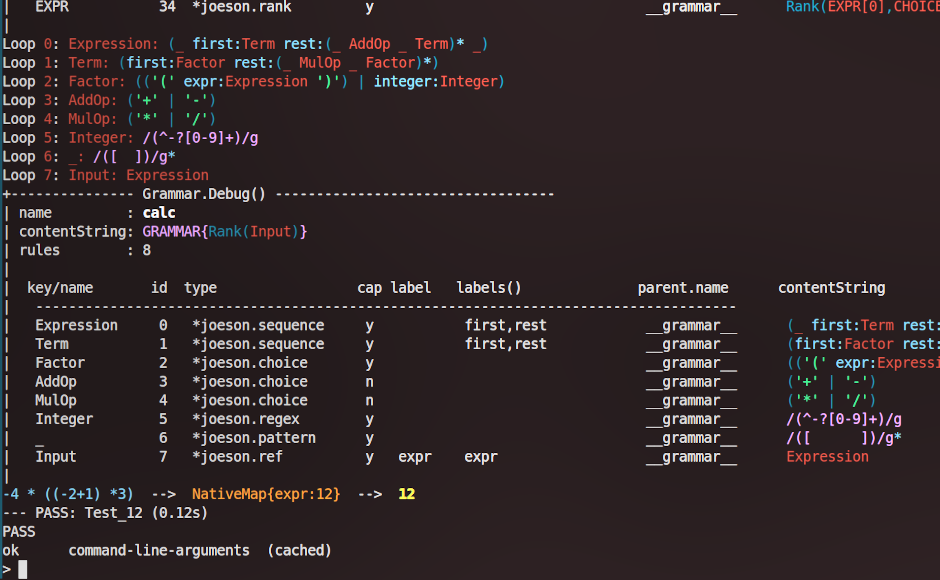 |   EXPR           34  *joeson.rank         y                                 __grammar__      Rank(EXPR[0],CHOICE
|
Loop 0: Expression: (_ first:Term rest:(_ AddOp _ Term)* _)
Loop 1: Term: (first:Factor rest:(_ MulOp _ Factor)*)
Loop 2: Factor: (('(' expr:Expression ')') | integer:Integer)
Loop 3: AddOp: ('+' | '-')
Loop 4: MulOp: ('*' | '/')
Loop 5: Integer: /(^-?[0-9]+)/g
Loop 6: _: /([  ])/g*
Loop 7: Input: Expression
+-------------- Grammar.Debug() ----------------------------------
| name         : calc
| contentString: GRAMMAR{Rank(Input)}
| rules        : 8
|
|  key/name       id  type                 cap label   labels()              parent.name      contentString
|   -------------------------------------------------------------------------------------
|   Expression     0  *joeson.sequence     y            first,rest            __grammar__      (_ first:Term rest:
|   Term           1  *joeson.sequence     y            first,rest            __grammar__      (first:Factor rest:
|   Factor         2  *joeson.choice       y                                  __grammar__      (('(' expr:Expressi
|   AddOp          3  *joeson.choice       n                                  __grammar__      ('+' | '-')
|   MulOp          4  *joeson.choice       n                                  __grammar__      ('*' | '/')
|   Integer        5  *joeson.regex        y                                  __grammar__      /(^-?[0-9]+)/g
|   _              6  *joeson.pattern      y                                  __grammar__      /([     ])/g*
|   Input          7  *joeson.ref          y   expr    expr                   __grammar__      Expression
|
-4 * ((-2+1) *3)  -->  NativeMap{expr:12}  -->  12
--- PASS: Test_12 (0.12s)
PASS
ok      command-line-arguments  (cached)
>